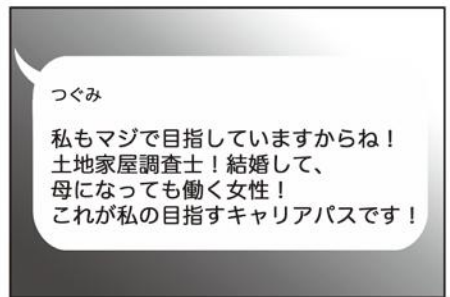 つぐみ
私もマジで目指していますからね！
土地家屋調査士！結婚して、
母になっても働く女性！
これが私の目指すキャリアパスです！